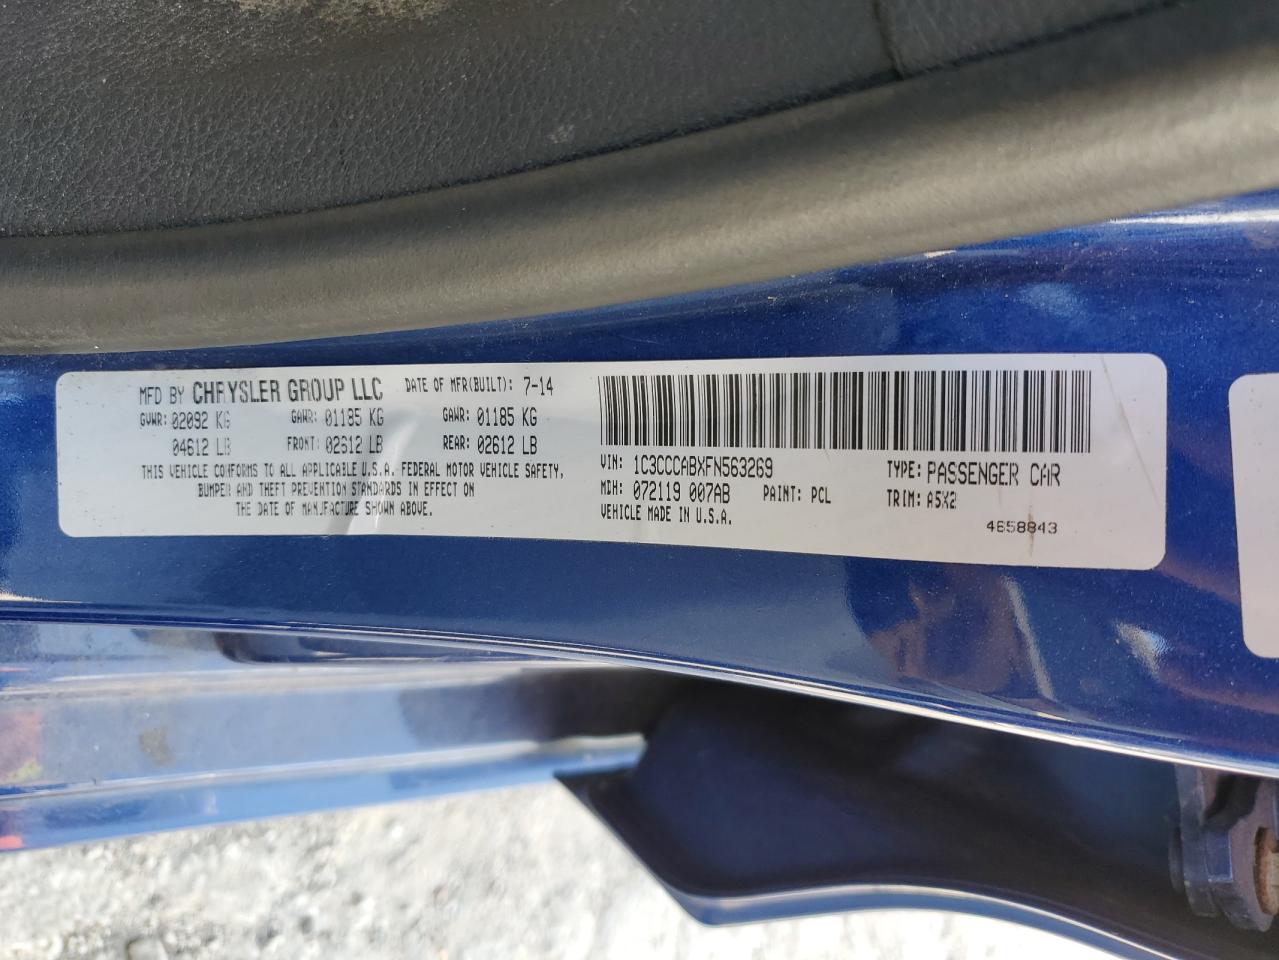 MFD BY CHRYSLER GROUP LLC DATE OF MFR(BUILT): 7-14
GVWR: 02092 KG GAWR: 01185 KG GAWR: 01185 KG
04612 LB FRONT: 02612 LB REAR: 02612 LB
THIS VEHICLE CONFORMS TO ALL APPLICABLE U.S.A. FEDERAL MOTOR VEHICLE SAFETY,
BUMPER AND THEFT PREVENTION STANDARDS IN EFFECT ON
THE DATE OF MANUFACTURE SHOWN ABOVE.
VIN: 1C3CCCABXFN563269 TYPE: PASSENGER CAR
MDH: 072119 007AB PAINT: PCL TRIM: A5X2
VEHICLE MADE IN U.S.A.
4658843